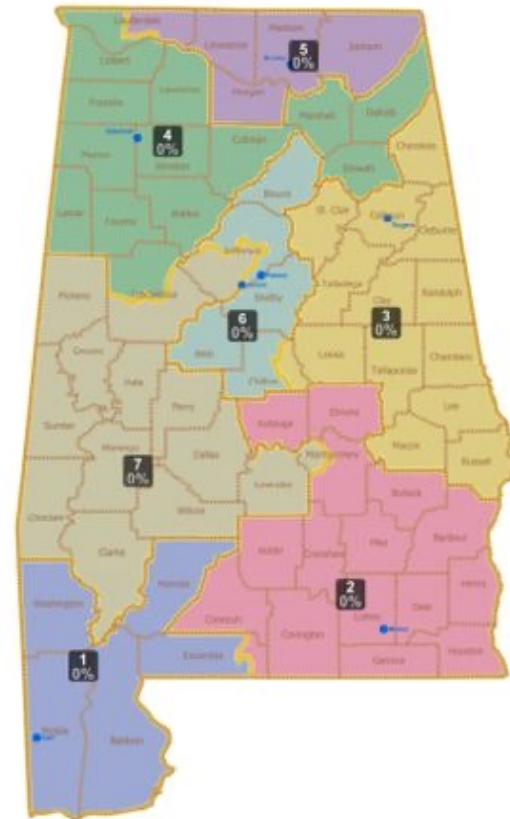 Lauderdale
Limestone
Madison
Jackson
5
0%
Colbert
Lawrence
Morgan
Franklin
Marshall
DeKalb
4
0%
Marion
Winston
Cullman
Cherokee
Etowah
Blount
Lamar
Fayette
Walker
St. Clair
Calhoun
Cleburne
Jefferson
Pickens
Tuscaloosa
Talladega
Shelby
Clay
Randolph
6
0%
3
0%
Greene
Bibb
Coosa
Tallapoosa
Chambers
Hale
Perry
Chilton
Sumter
Autauga
Elmore
Lee
Marengo
Dallas
Montgomery
Macon
Russell
7
0%
Lowndes
Bullock
Choctaw
Wilcox
Clarke
Butler
Crenshaw
Pike
Barbour
Washington
Monroe
2
0%
Henry
Conecuh
Coffee
Dale
Covington
Houston
Escambia
Geneva
1
0%
Mobile
Baldwin